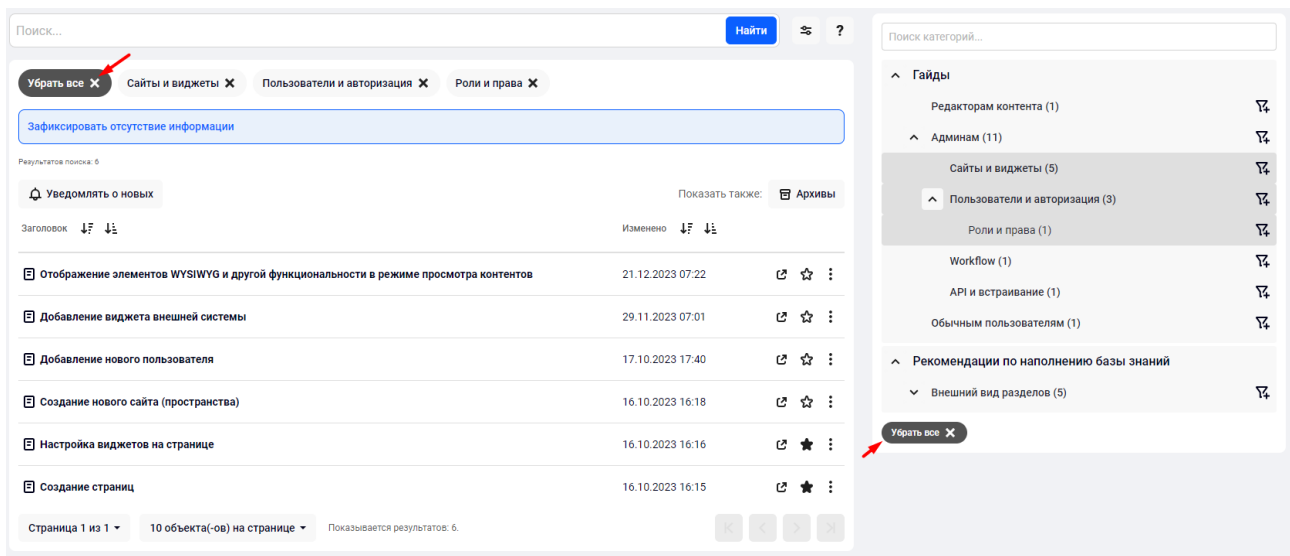 Поиск...
Найти
?
Убрать все
Сайты и виджеты
Пользователи и авторизация
Роли и права
Зафиксировать отсутствие информации
Результатов поиска: 6
Уведомлять о новых
Показать также: Архивы
Заголовок Изменено
Отображение элементов WYSIWYG и другой функциональности в режиме просмотра контентов 21.12.2023 07:22
Добавление виджета внешней системы 29.11.2023 07:01
Добавление нового пользователя 17.10.2023 17:40
Создание нового сайта (пространства) 16.10.2023 16:18
Настройка виджетов на странице 16.10.2023 16:16
Создание страниц 16.10.2023 16:15
Страница 1 из 1
10 объекта(-ов) на странице
Показывается результатов: 6.
Поиск категорий...
Гайды
Редакторам контента (1)
Админам (11)
Сайты и виджеты (5)
Пользователи и авторизация (3)
Роли и права (1)
Workflow (1)
API и встраивание (1)
Обычным пользователям (1)
Рекомендации по наполнению базы знаний
Внешний вид разделов (5)
Убрать все